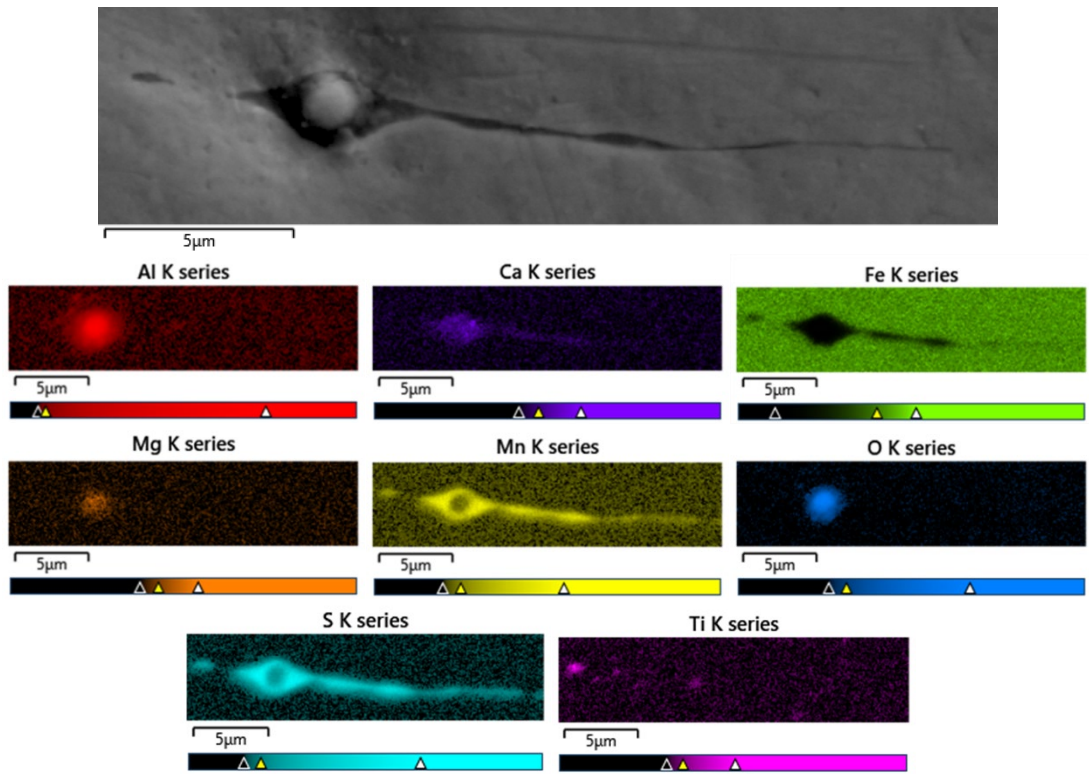 5µm
Al K series
Ca K series
Fe K series
5µm
5µm
5µm
Mg K series
Mn K series
O K series
5µm
5µm
5µm
S K series
Ti K series
5µm
5µm